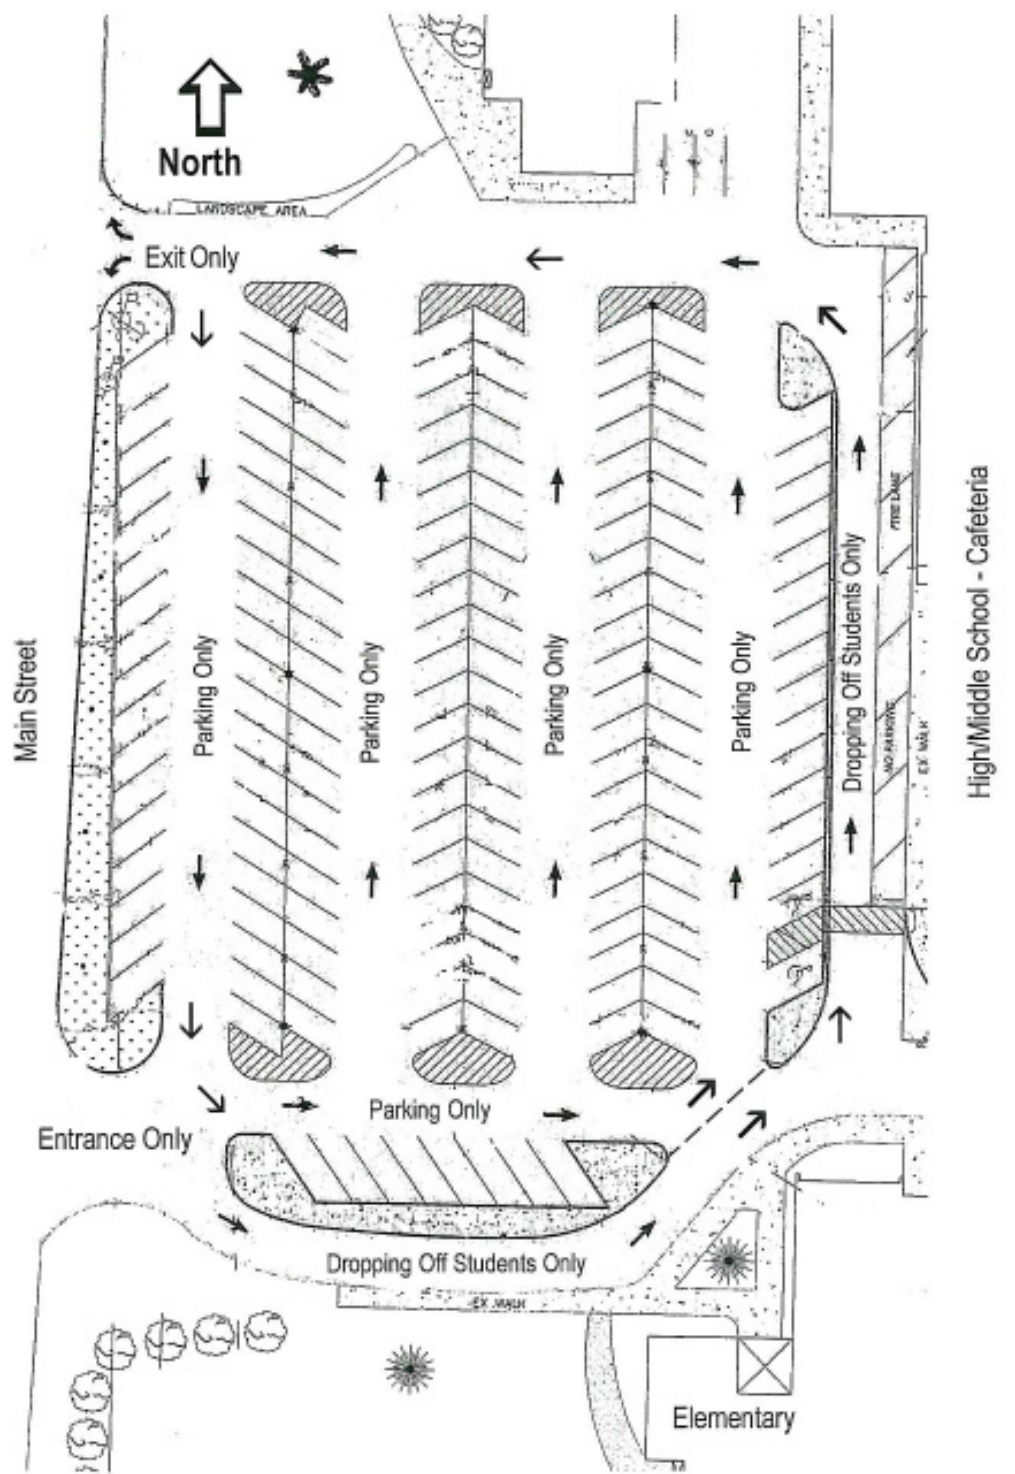 North
LANDSCAPE AREA
Exit Only
Main Street
Parking Only
Parking Only
Parking Only
Parking Only
Dropping Off Students Only
FIRE LANE
NO PARKING
EX WALK
High/Middle School - Cafeteria
Parking Only
Entrance Only
Dropping Off Students Only
EX WALK
Elementary